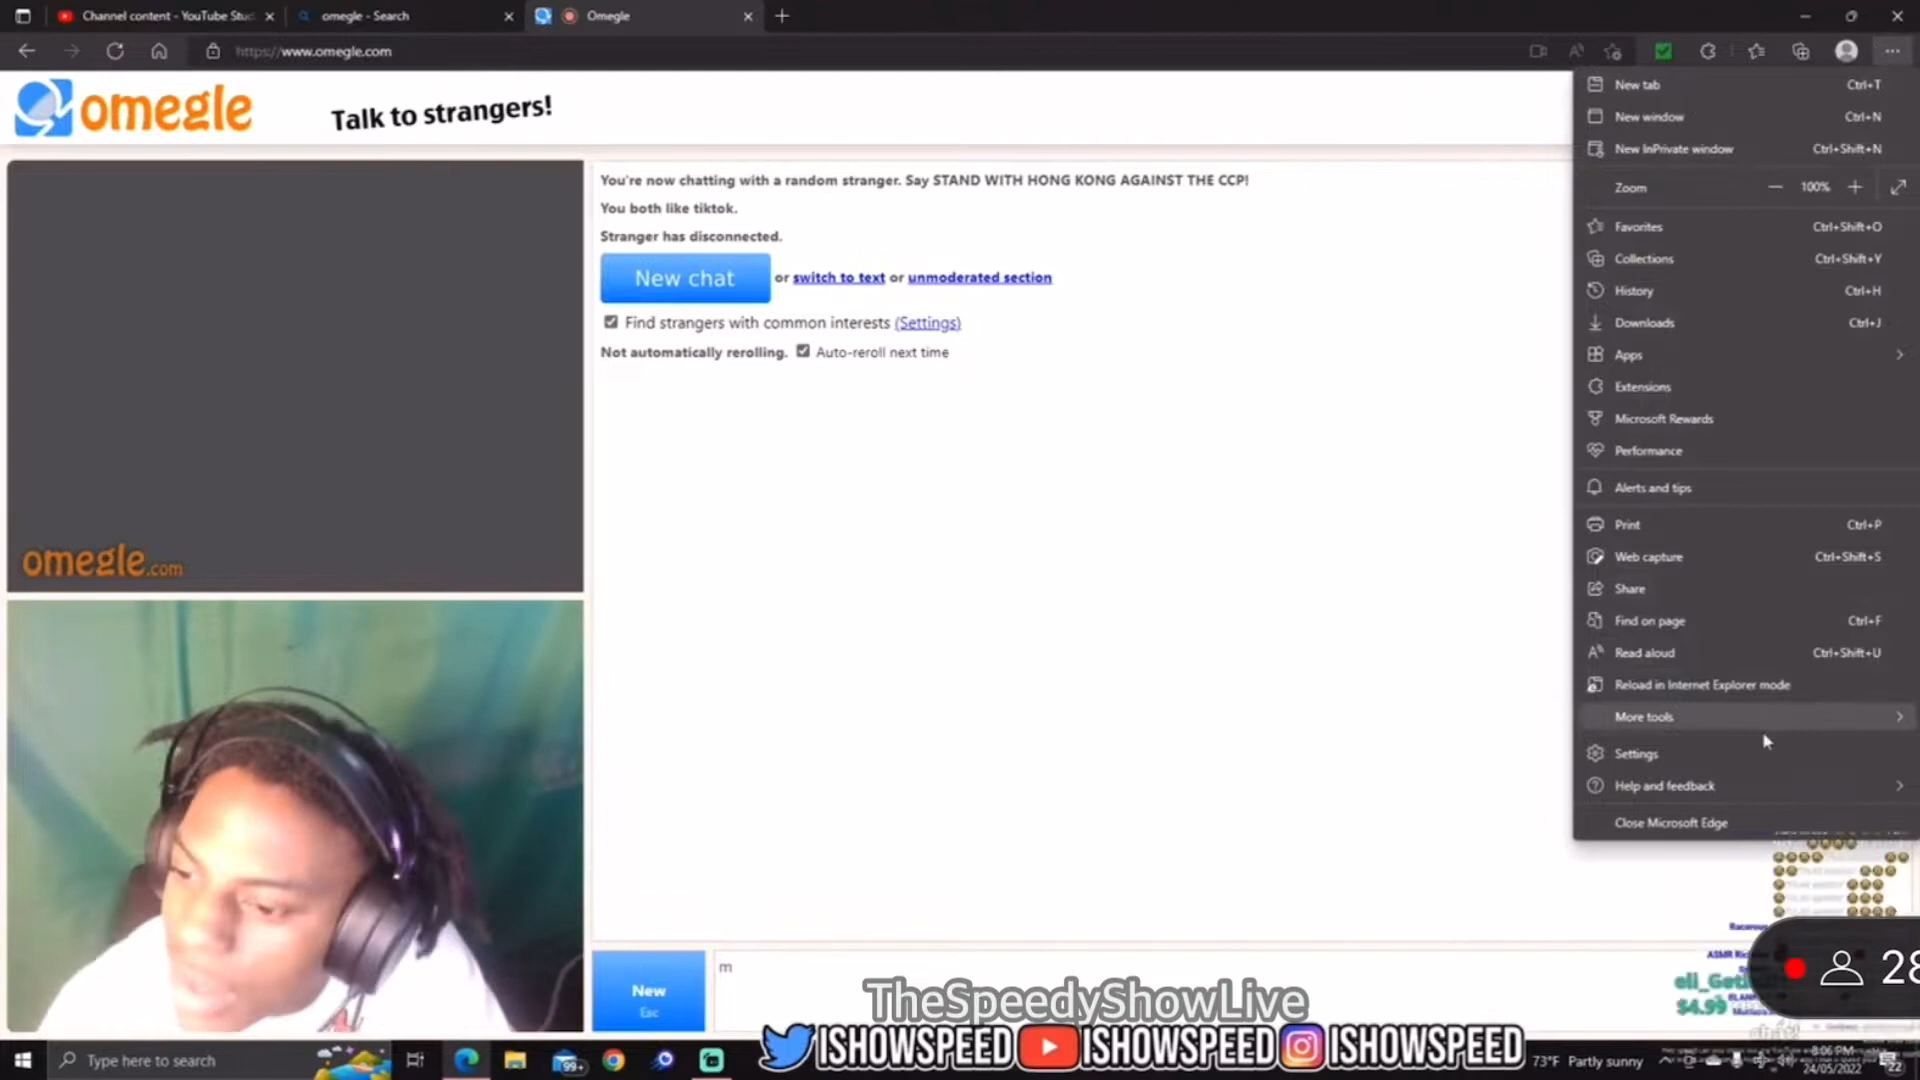 Channel content - YouTube Stu
omegle - Search
Omegle
https://www.omegle.com
omegle
Talk to strangers!
You're now chatting with a random stranger. Say STAND WITH HONG KONG AGAINST THE CCP!
You both like tiktok.
Stranger has disconnected.
New chat or switch to text or unmoderated section
Find strangers with common interests (Settings)
Not automatically rerolling. Auto-reroll next time
omegle.com
New tab Ctrl+T
New window Ctrl+N
New InPrivate window Ctrl+Shift+N
Zoom — 100% +
Favorites Ctrl+Shift+O
Collections Ctrl+Shift+Y
History Ctrl+H
Downloads Ctrl+J
Apps
Extensions
Microsoft Rewards
Performance
Alerts and tips
Print Ctrl+P
Web capture Ctrl+Shift+S
Share
Find on page Ctrl+F
Read aloud Ctrl+Shift+U
Reload in Internet Explorer mode
More tools
Settings
Help and feedback
Close Microsoft Edge
ASMR
$4.99
28
New
Esc
m
TheSpeedyShowLive
ISHOWSPEED ISHOWSPEED ISHOWSPEED
Type here to search
99+
73°F Partly sunny
8:06 PM
24/05/2022
22